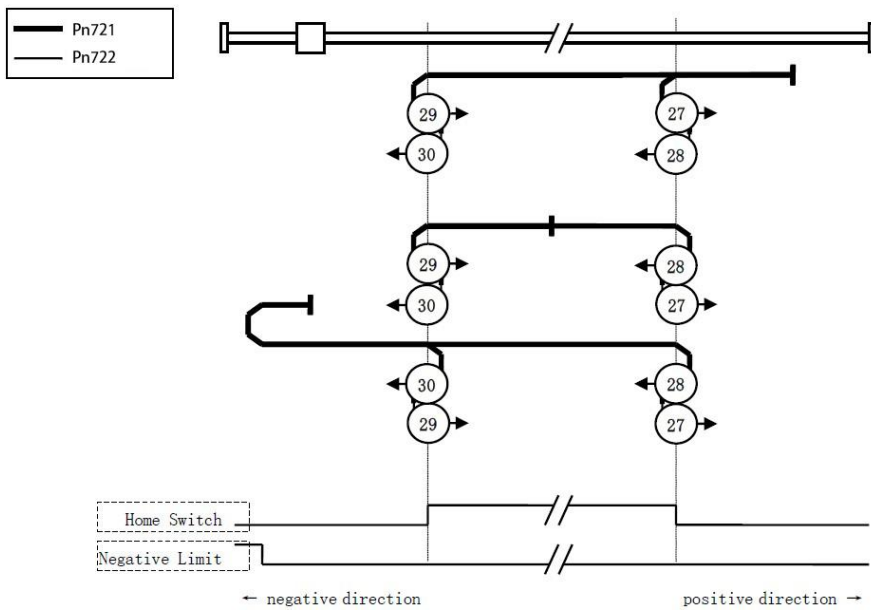 Pn721
Pn722
29 27
30 28
29 28
30 27
30 28
29 27
Home Switch
Negative Limit
← negative direction positive direction →